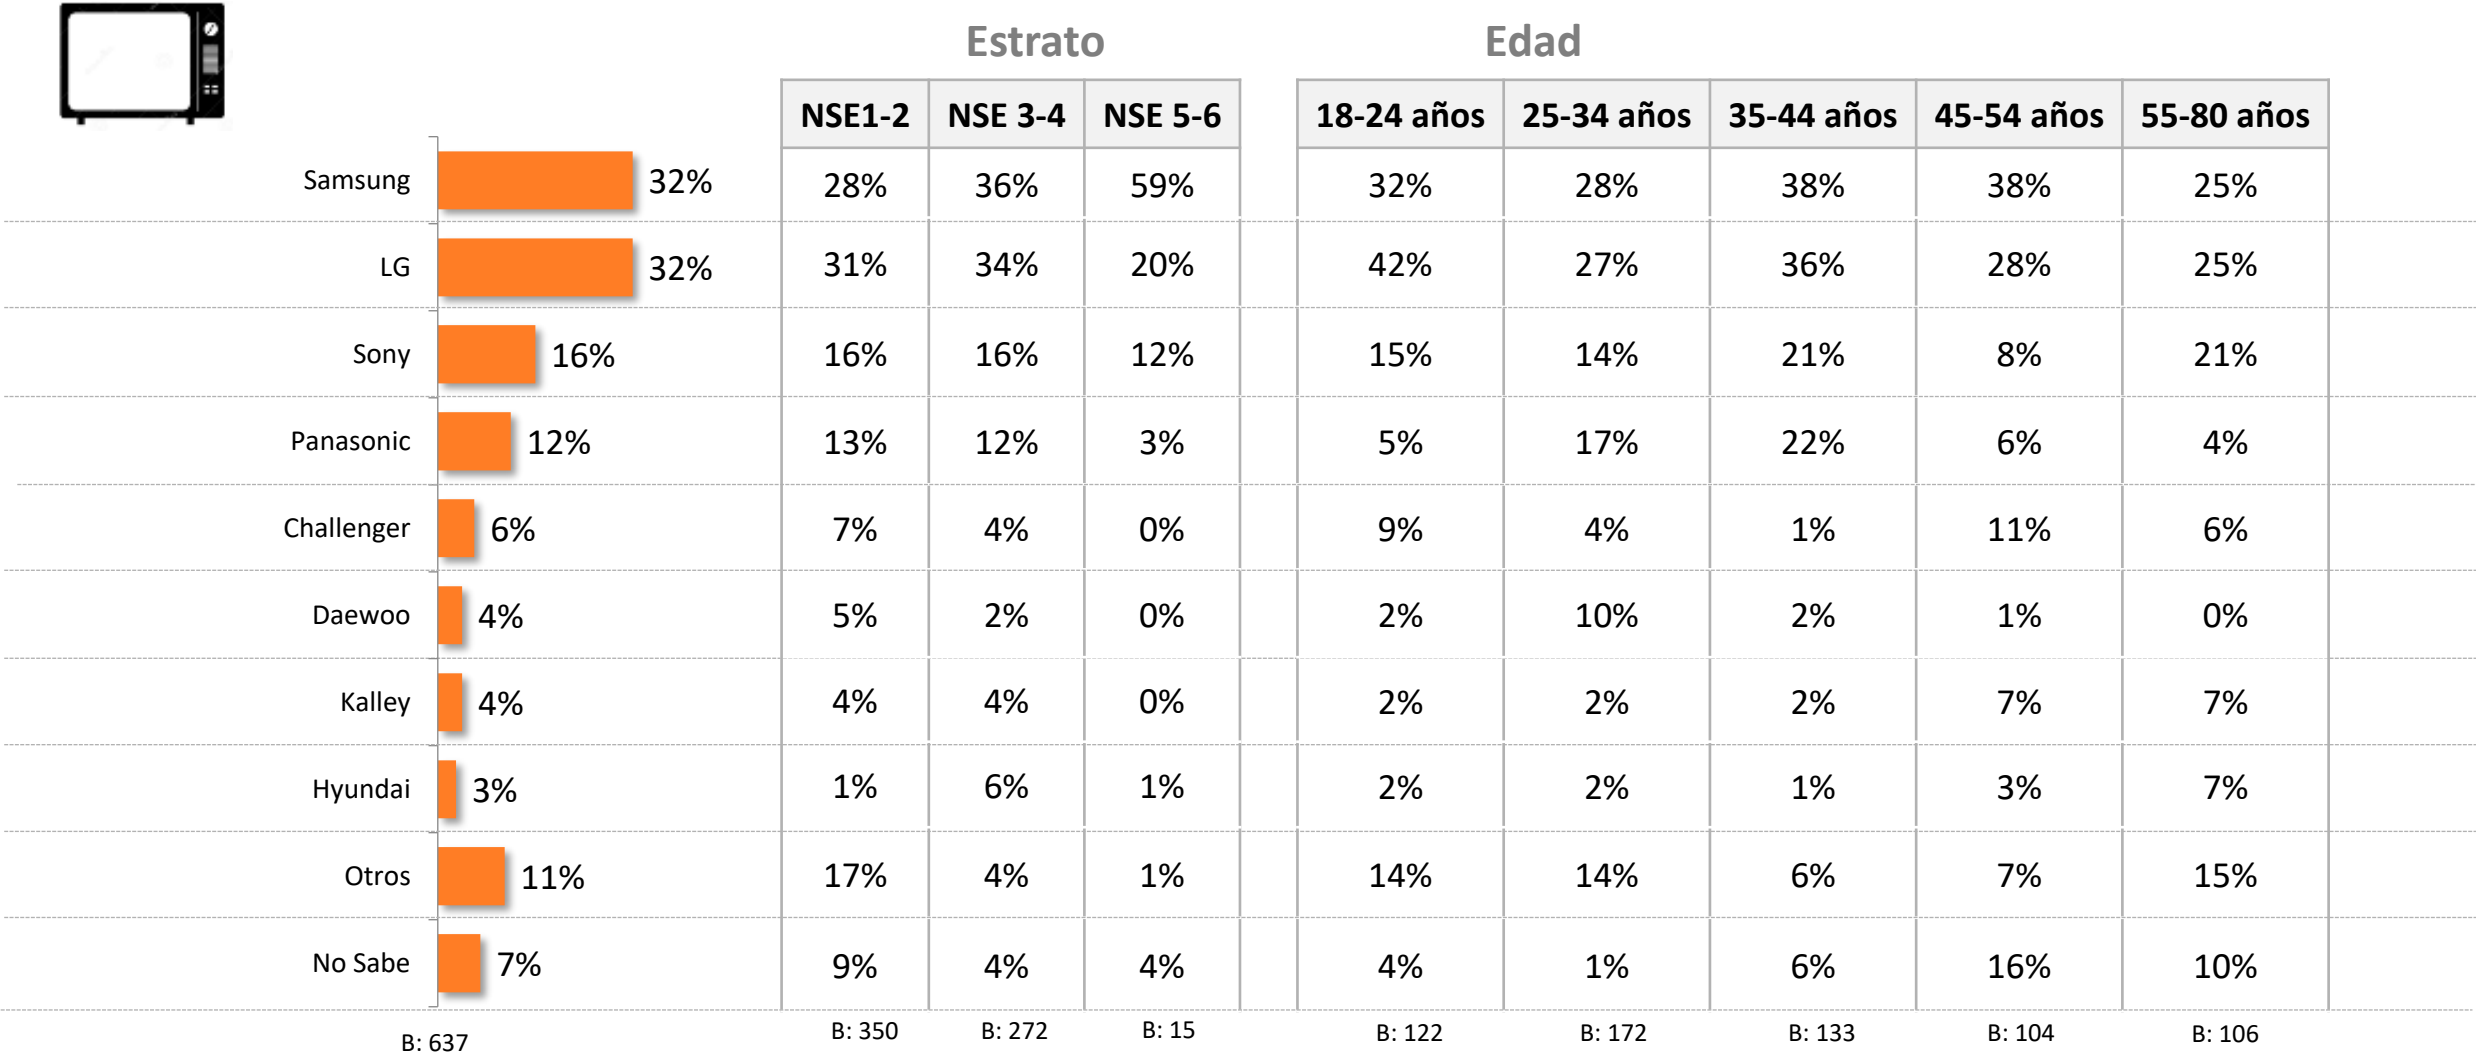 Estrato Edad
NSE1-2 NSE 3-4 NSE 5-6 18-24 años 25-34 años 35-44 años 45-54 años 55-80 años
Samsung 32% 28% 36% 59% 32% 28% 38% 38% 25%
LG 32% 31% 34% 20% 42% 27% 36% 28% 25%
Sony 16% 16% 16% 12% 15% 14% 21% 8% 21%
Panasonic 12% 13% 12% 3% 5% 17% 22% 6% 4%
Challenger 6% 7% 4% 0% 9% 4% 1% 11% 6%
Daewoo 4% 5% 2% 0% 2% 10% 2% 1% 0%
Kalley 4% 4% 4% 0% 2% 2% 2% 7% 7%
Hyundai 3% 1% 6% 1% 2% 2% 1% 3% 7%
Otros 11% 17% 4% 1% 14% 14% 6% 7% 15%
No Sabe 7% 9% 4% 4% 4% 1% 6% 16% 10%
B: 637 B: 350 B: 272 B: 15 B: 122 B: 172 B: 133 B: 104 B: 106